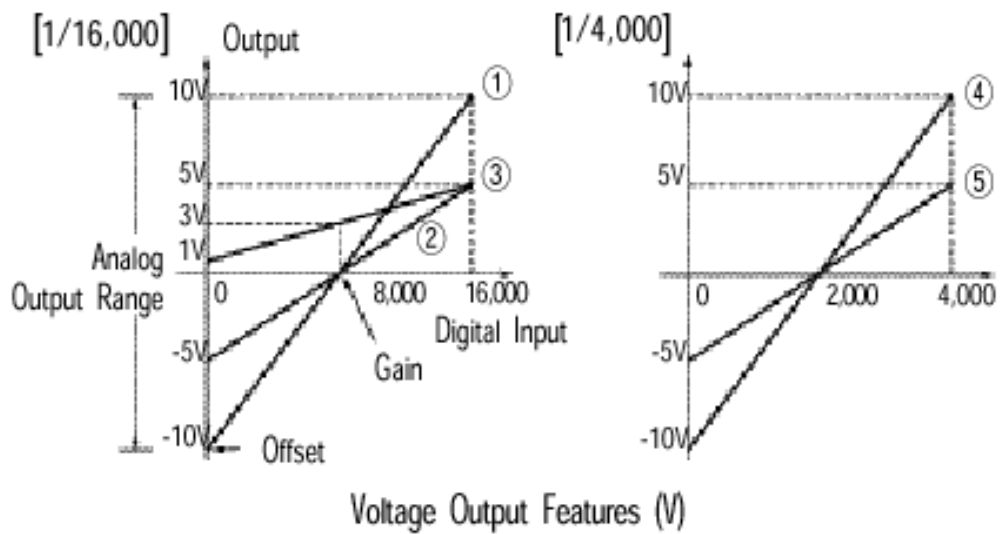 [1/16,000]
Output
[1/4,000]
10V
①
5V
③
3V
②
1V
Analog
Output Range
0
8,000
16,000
Digital Input
-5V
Gain
-10V
Offset
10V
④
5V
⑤
0
2,000
4,000
-5V
-10V
Voltage Output Features (V)